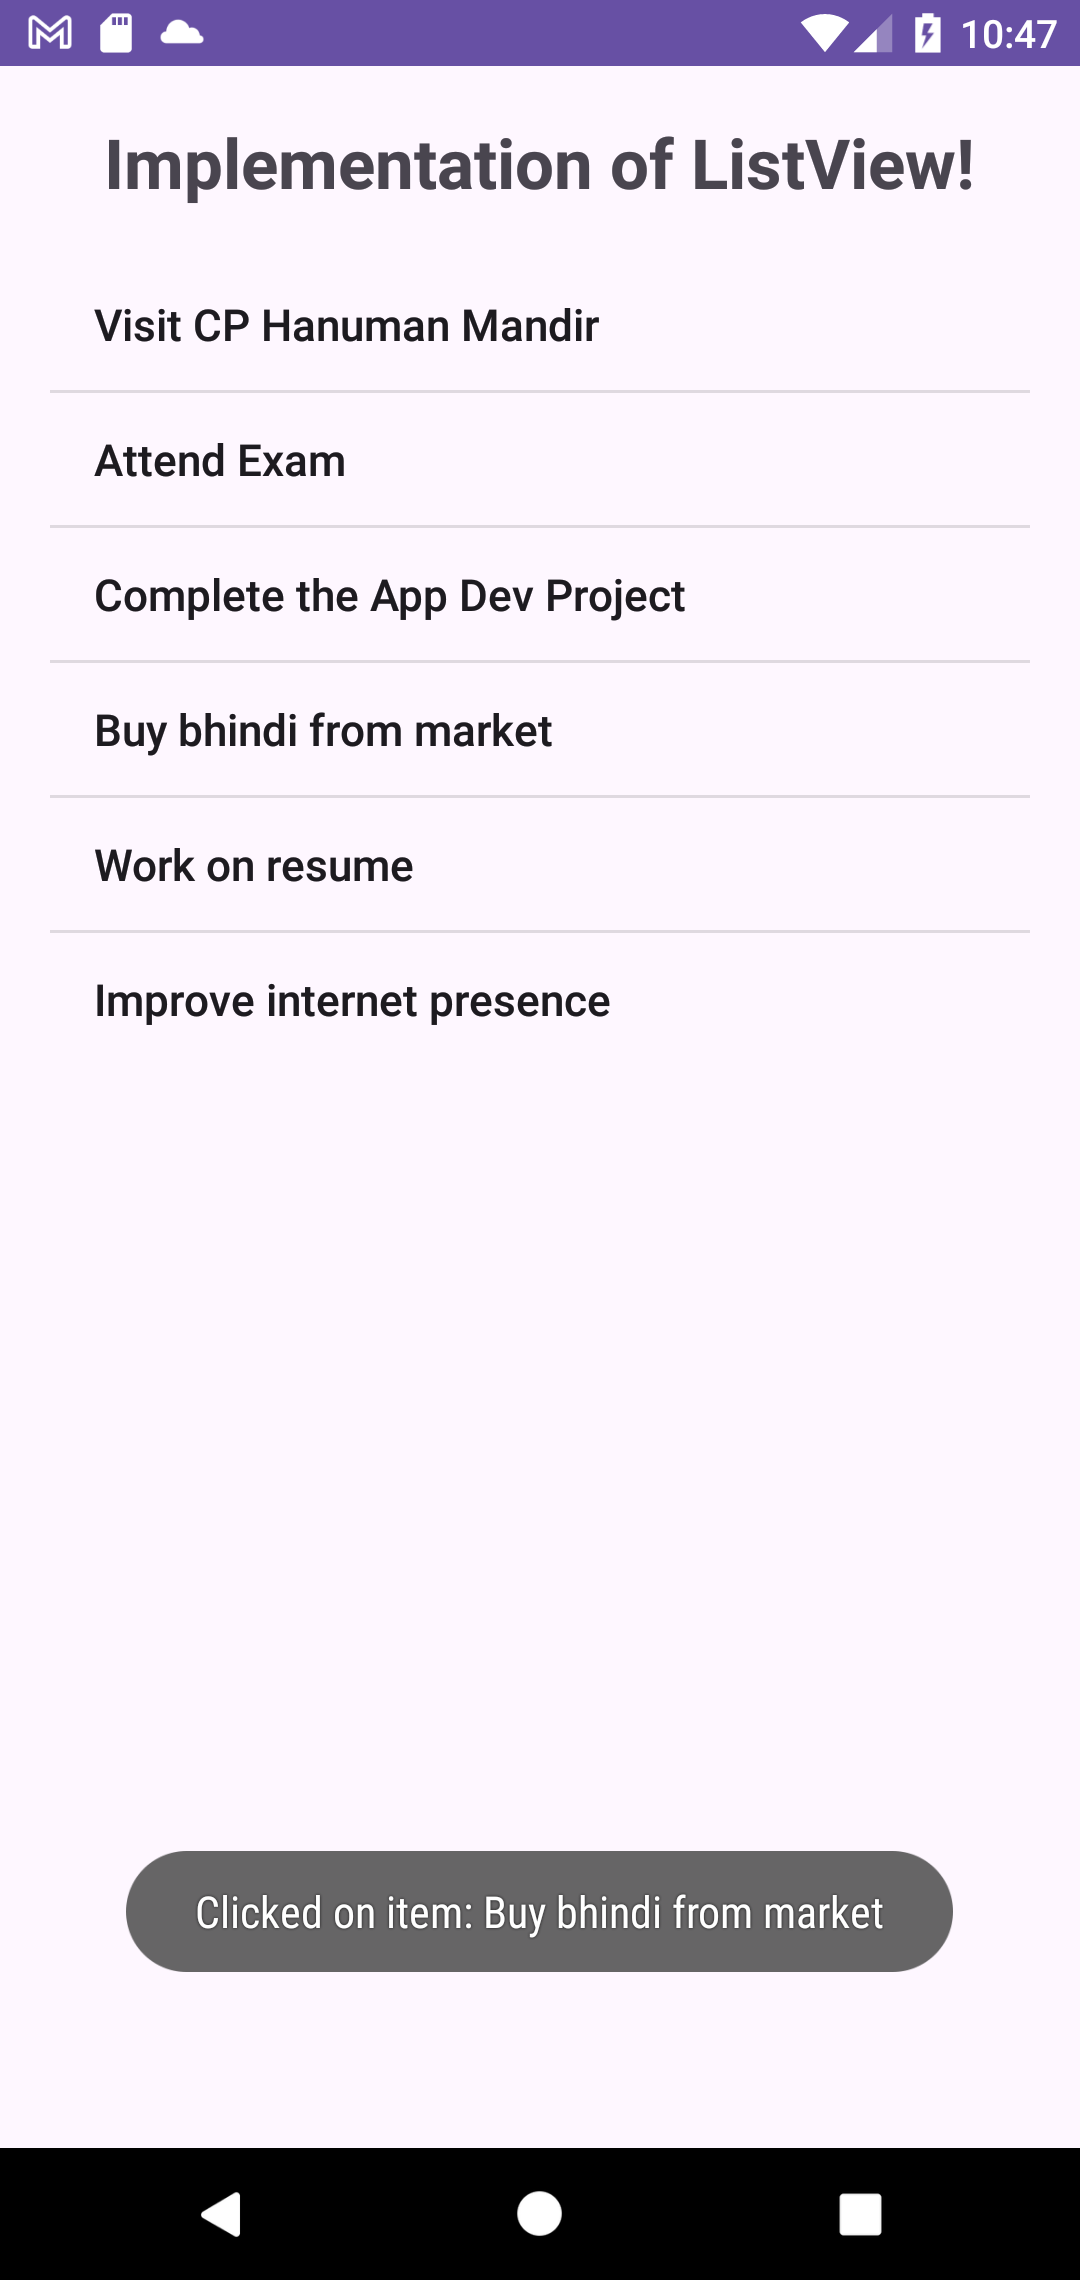 10:47
Implementation of ListView!
Visit CP Hanuman Mandir
Attend Exam
Complete the App Dev Project
Buy bhindi from market
Work on resume
Improve internet presence
Clicked on item: Buy bhindi from market